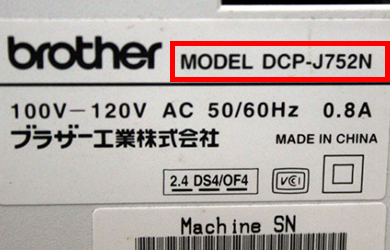 brother MODEL DCP-J752N
100V－120V AC 50/60Hz 0.8A
ブラザー工業株式会社 MADE IN CHINA
2.4 DS4/OF4 VCI
Machine SN